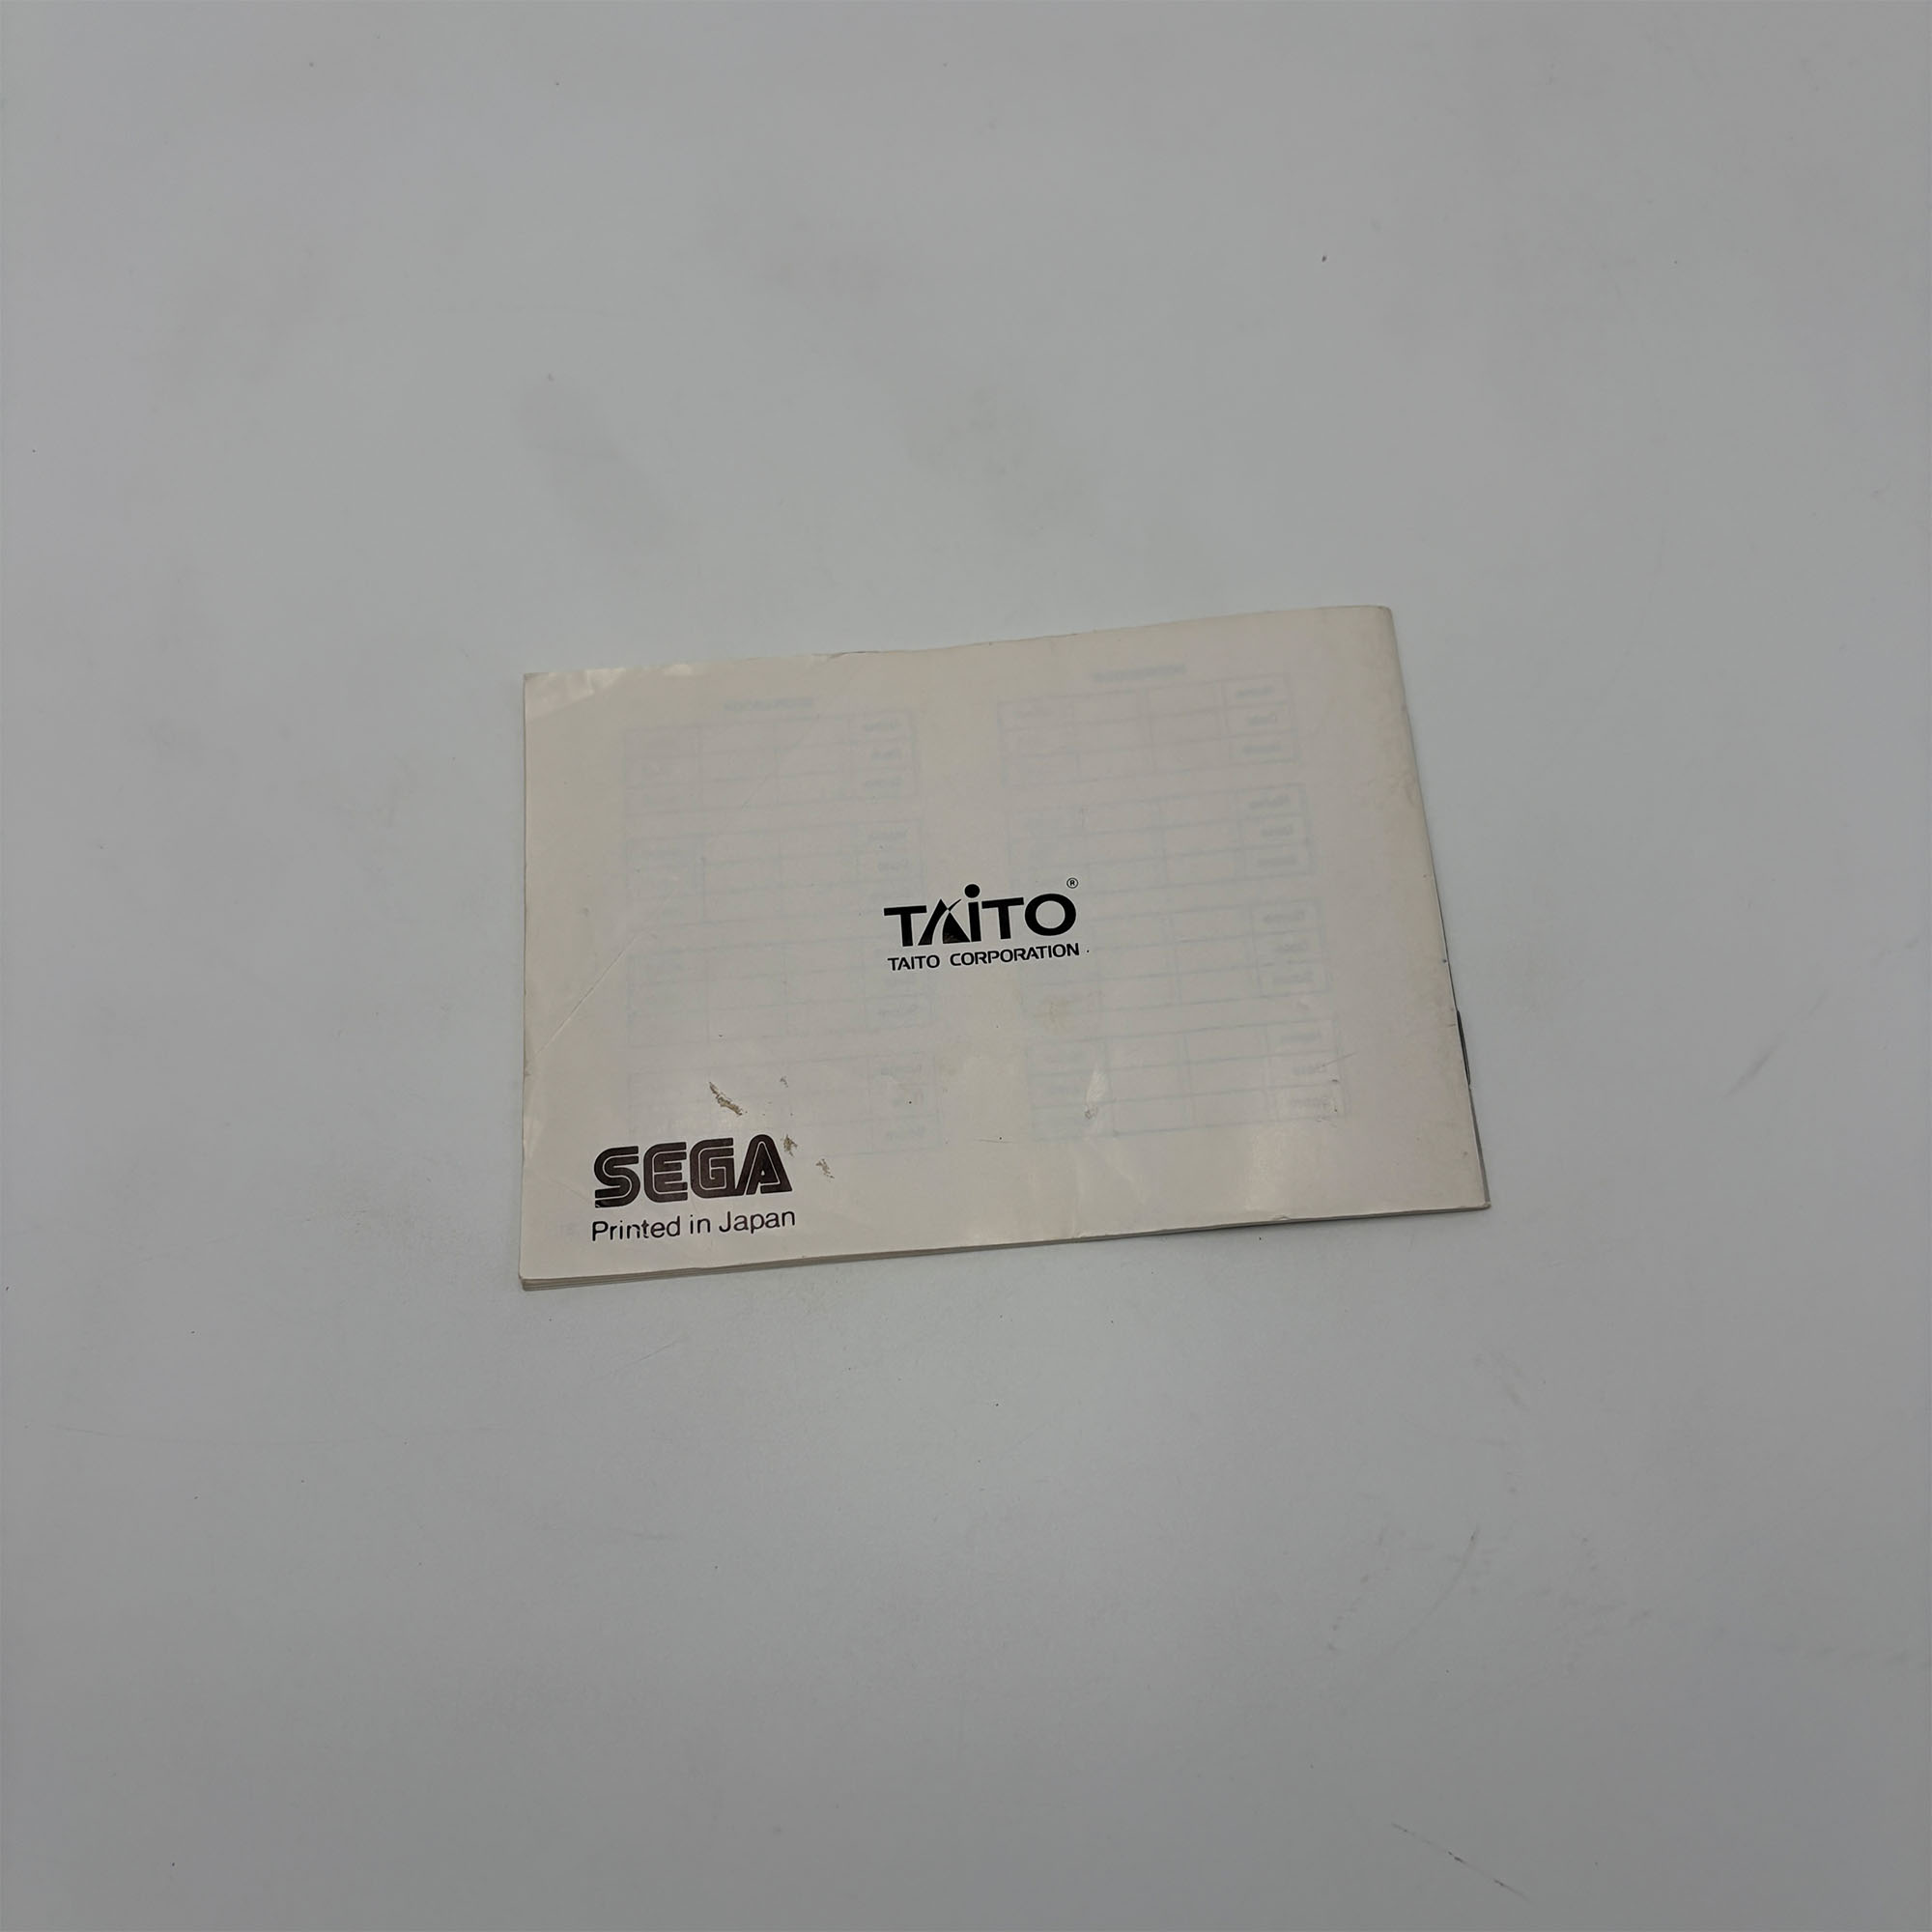 TAiTO®
TAITO CORPORATION
SEGA
Printed in Japan